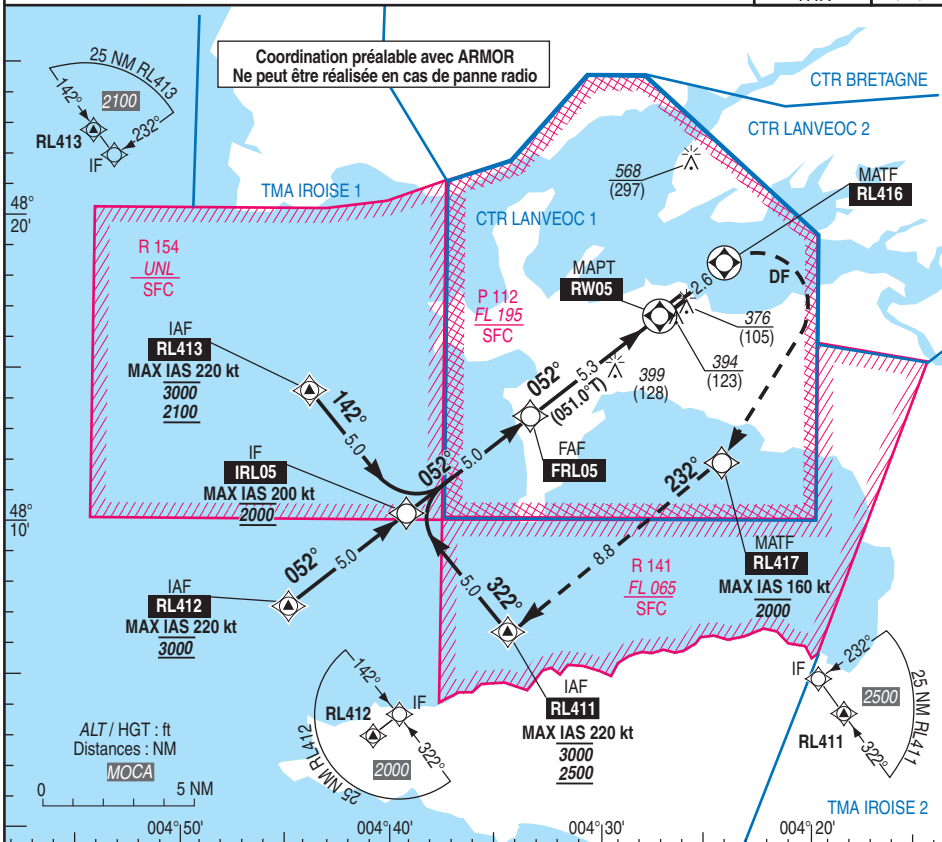 Coordination préalable avec ARMOR
Ne peut être réalisée en cas de panne radio
25 NM RL413
142°
2100
232°
RL413
IF
CTR BRETAGNE
CTR LANVEOC 2
568
(297)
MATF
RL416
TMA IROISE 1
48°
20'
CTR LANVEOC 1
R 154
UNL
SFC
MAPT
RW05
2.6
DF
P 112
FL 195
SFC
376
(105)
IAF
RL413
MAX IAS 220 kt
3000
2100
394
(123)
399
(128)
052°
5.3
(051.0°T)
142°
5.0
FAF
FRL05
IF
IRL05
MAX IAS 200 kt
2000
052°
5.0
232°
48°
10'
MATF
RL417
MAX IAS 160 kt
2000
8.8
052°
5.0
R 141
FL 065
SFC
322°
5.0
IAF
RL412
MAX IAS 220 kt
3000
IAF
RL411
MAX IAS 220 kt
3000
2500
142°
IF
RL412
322°
2000
25 NM RL412
232°
IF
2500
RL411
322°
25 NM RL411
ALT / HGT : ft
Distances : NM
MOCA
0 5 NM
TMA IROISE 2
004°50' 004°40' 004°30' 004°20'